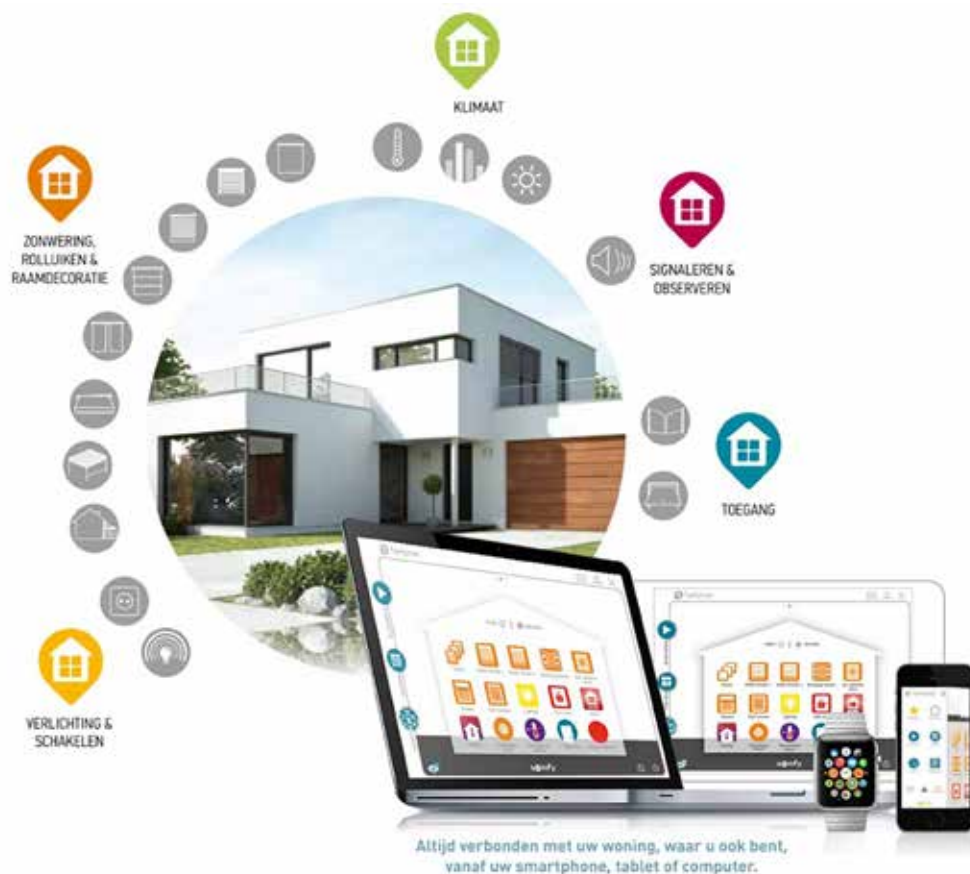 KLIMAAT
ZONWERING,
ROLLUIKEN &
RAAMDECORATIE
SIGNALEREN &
OBSERVEREN
TOEGANG
VERLICHTING &
SCHAKELEN
somfy
Altijd verbonden met uw woning, waar u ook bent,
vanaf uw smartphone, tablet of computer.